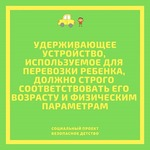 УДЕРЖИВАЮЩЕЕ
УСТРОЙСТВО,
ИСПОЛЬЗУЕМОЕ ДЛЯ
ПЕРЕВОЗКИ РЕБЕНКА,
ДОЛЖНО СТРОГО
СООТВЕТСТВОВАТЬ ЕГО
ВОЗРАСТУ И ФИЗИЧЕСКИМ
ПАРАМЕТРАМ
СОЦИАЛЬНЫЙ ПРОЕКТ
БЕЗОПАСНОЕ ДЕТСТВО